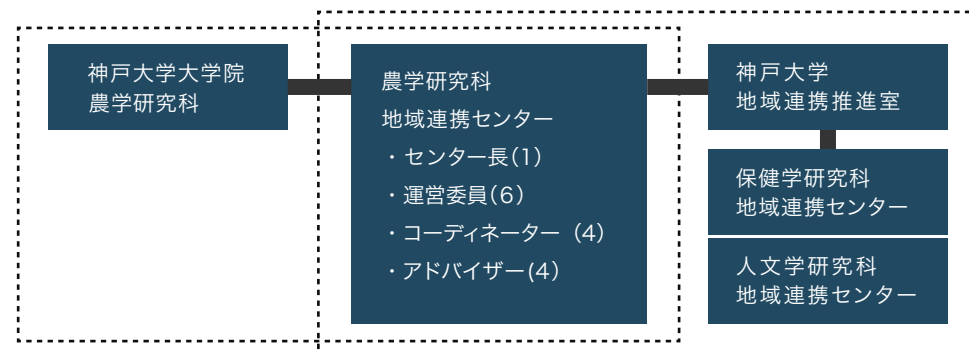 神戸大学大学院
農学研究科
農学研究科
地域連携センター
・センター長(1)
・運営委員(6)
・コーディネーター (4)
・アドバイザー(4)
神戸大学
地域連携推進室
保健学研究科
地域連携センター
人文学研究科
地域連携センター